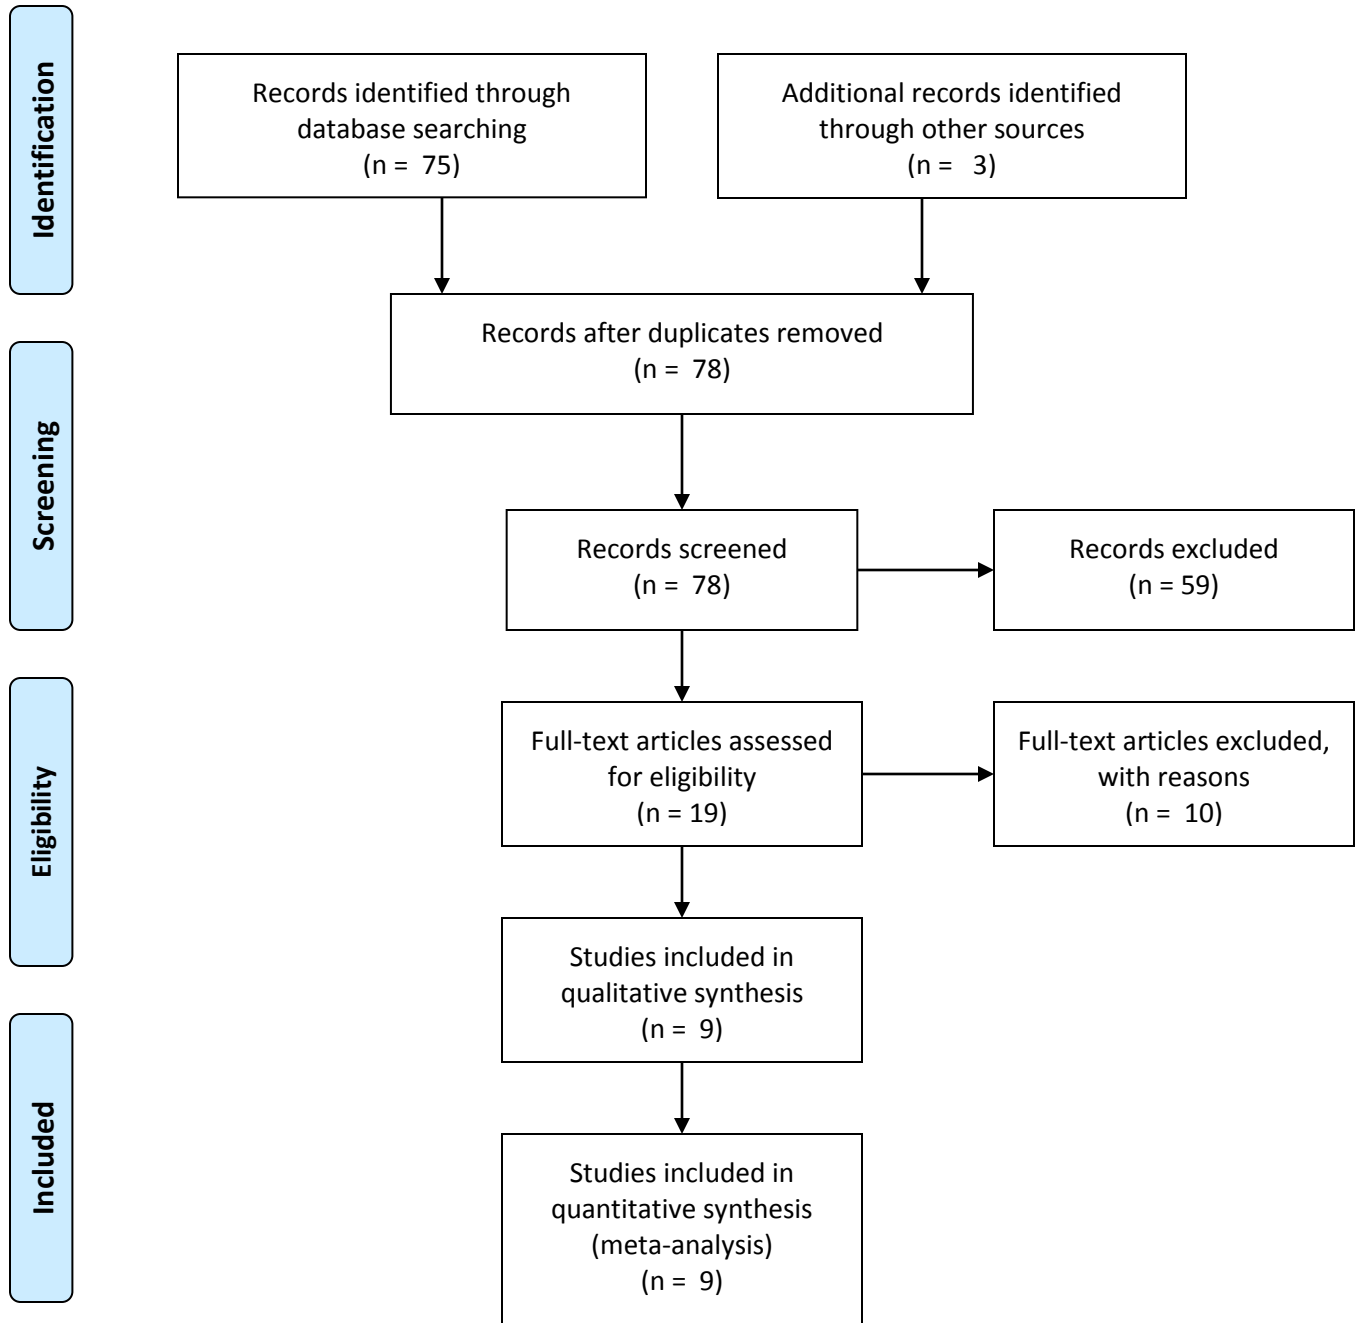 Identification
Records identified through
database searching
(n =  75)
Additional records identified
through other sources
(n =   3)
Records after duplicates removed
(n =  78)
Screening
Records screened
(n =  78)
Records excluded
(n = 59)
Eligibility
Full-text articles assessed
for eligibility
(n = 19)
Full-text articles excluded,
with reasons
(n =  10)
Studies included in
qualitative synthesis
(n =  9)
Included
Studies included in
quantitative synthesis
(meta-analysis)
(n =  9)